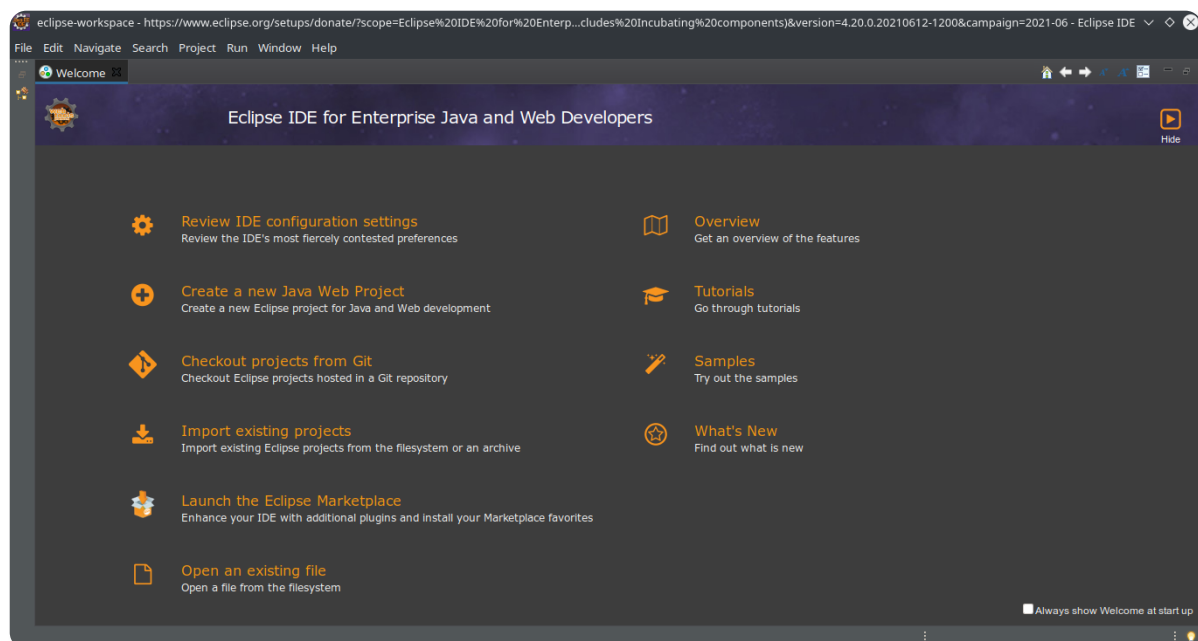 eclipse-workspace - https://www.eclipse.org/setups/donate/?scope=Eclipse%20IDE%20for%20Enterp...cludes%20Incubating%20components)&version=4.20.0.20210612-1200&campaign=2021-06 - Eclipse IDE
File Edit Navigate Search Project Run Window Help
Welcome
Eclipse IDE for Enterprise Java and Web Developers
Hide
Review IDE configuration settings
Review the IDE's most fiercely contested preferences
Create a new Java Web Project
Create a new Eclipse project for Java and Web development
Checkout projects from Git
Checkout Eclipse projects hosted in a Git repository
Import existing projects
Import existing Eclipse projects from the filesystem or an archive
Launch the Eclipse Marketplace
Enhance your IDE with additional plugins and install your Marketplace favorites
Open an existing file
Open a file from the filesystem
Overview
Get an overview of the features
Tutorials
Go through tutorials
Samples
Try out the samples
What's New
Find out what is new
Always show Welcome at start up